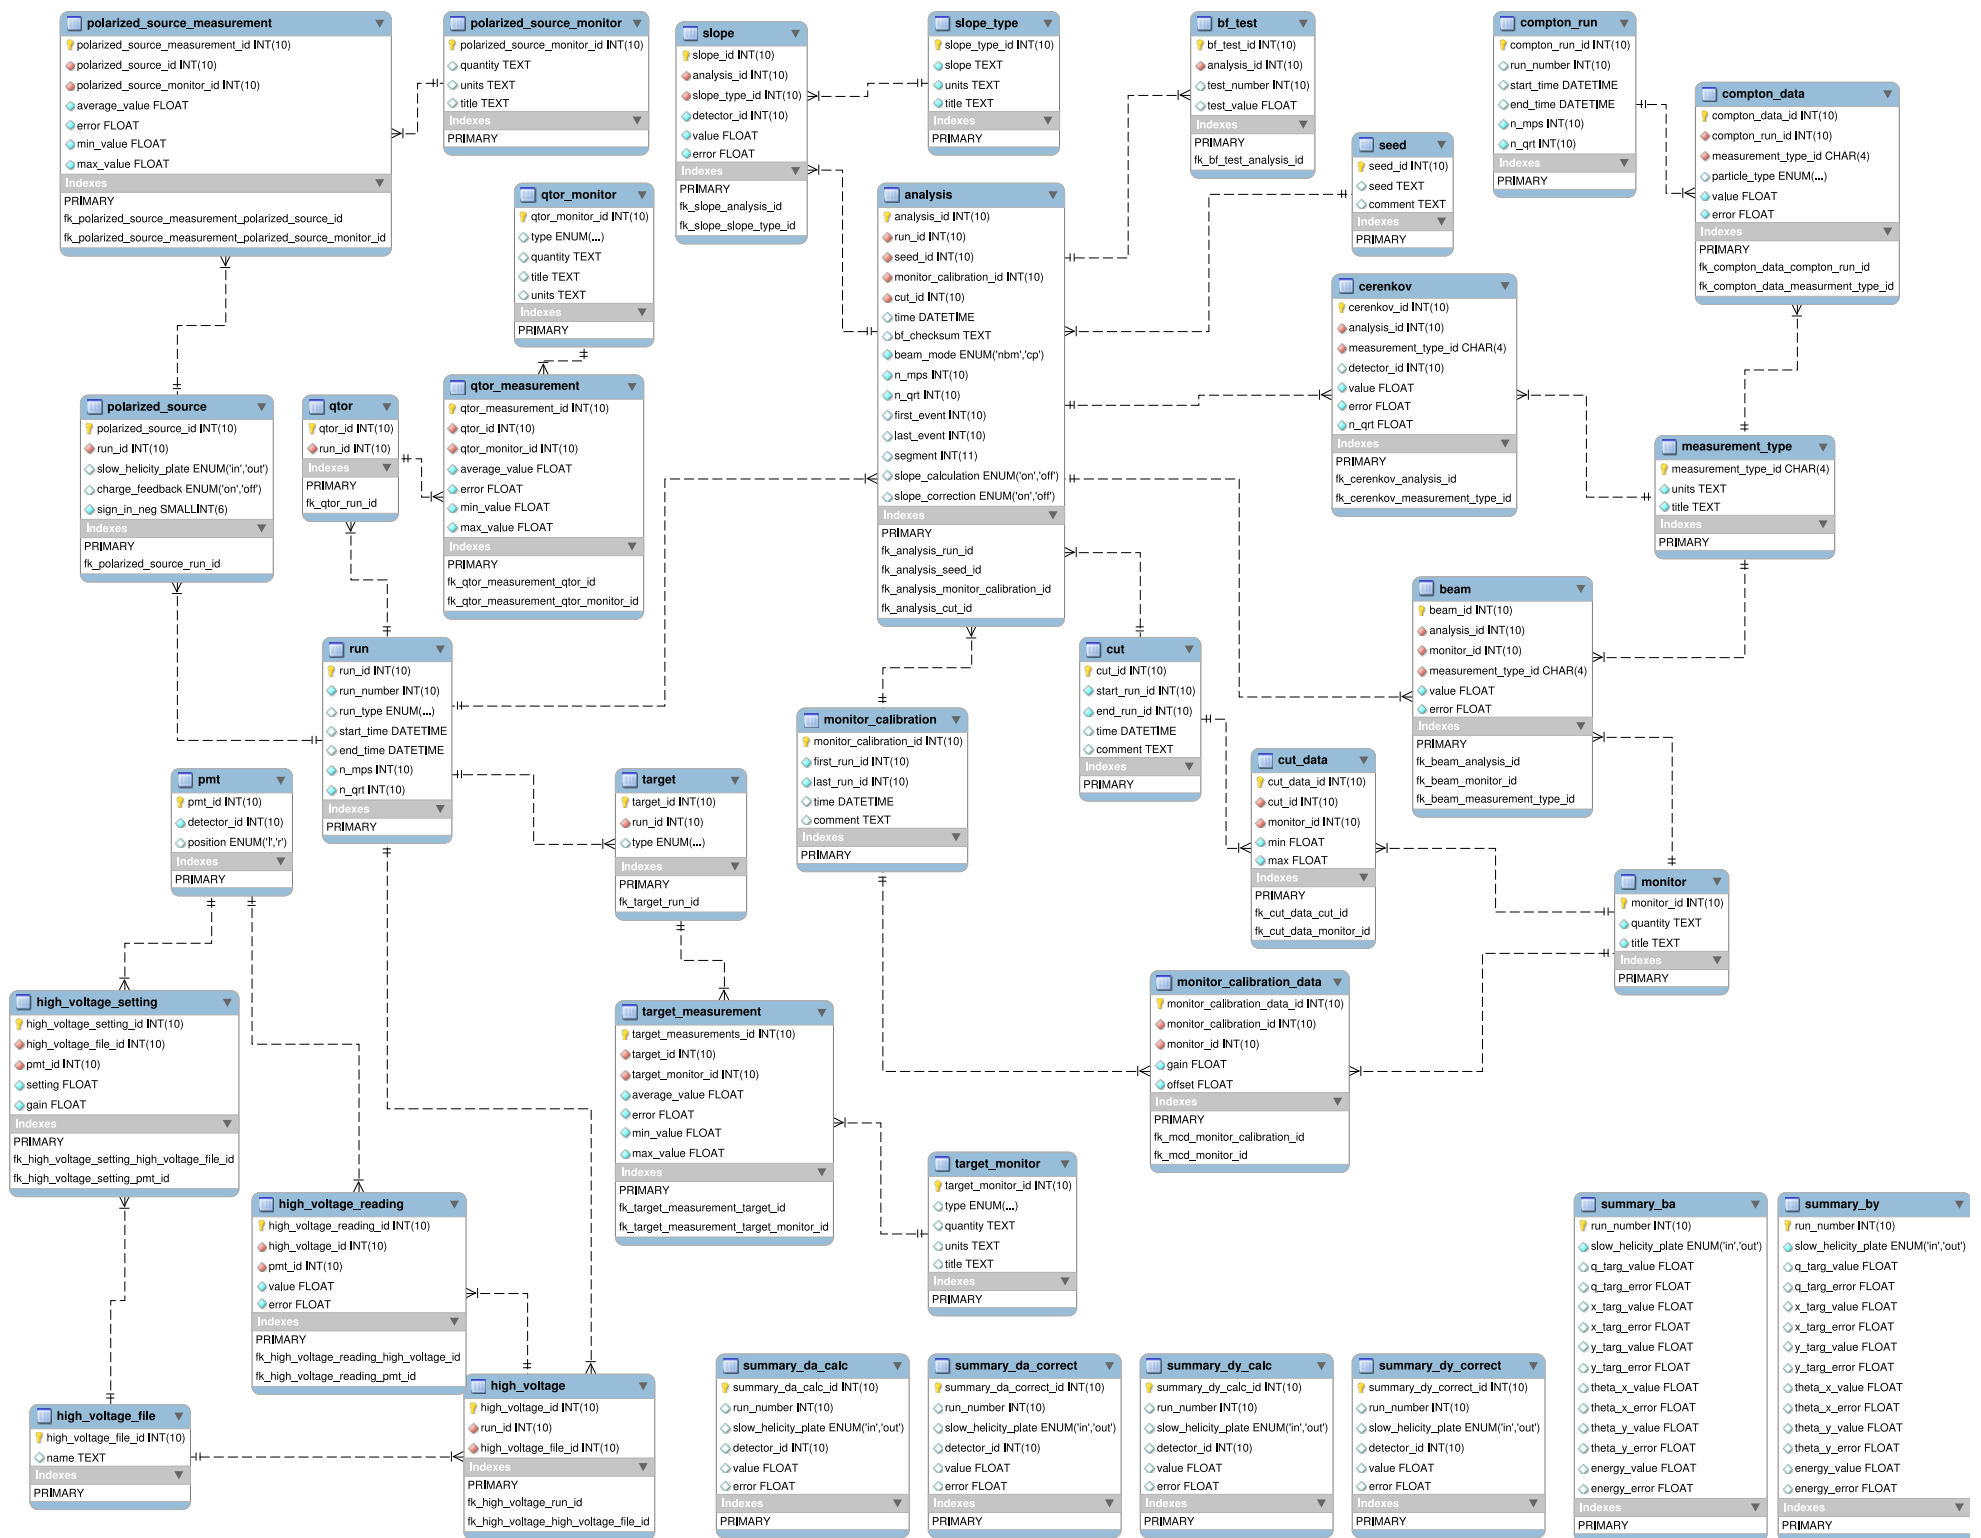 polarized_source_measurement
polarized_source_measurement_id INT(10)
polarized_source_id INT(10)
polarized_source_monitor_id INT(10)
average_value FLOAT
error FLOAT
min_value FLOAT
max_value FLOAT
Indexes
PRIMARY
fk_polarized_source_measurement_polarized_source_id
fk_polarized_source_measurement_polarized_source_monitor_id
polarized_source_monitor
polarized_source_monitor_id INT(10)
quantity TEXT
units TEXT
title TEXT
Indexes
PRIMARY
slope
slope_id INT(10)
analysis_id INT(10)
slope_type_id INT(10)
detector_id INT(10)
value FLOAT
error FLOAT
Indexes
PRIMARY
fk_slope_analysis_id
fk_slope_slope_type_id
slope_type
slope_type_id INT(10)
slope TEXT
units TEXT
title TEXT
Indexes
PRIMARY
bf_test
bf_test_id INT(10)
analysis_id INT(10)
test_number INT(10)
test_value FLOAT
Indexes
PRIMARY
fk_bf_test_analysis_id
compton_run
compton_run_id INT(10)
run_number INT(10)
start_time DATETIME
end_time DATETIME
n_mps INT(10)
n_qrt INT(10)
Indexes
PRIMARY
compton_data
compton_data_id INT(10)
compton_run_id INT(10)
measurement_type_id CHAR(4)
particle_type ENUM(...)
value FLOAT
error FLOAT
Indexes
PRIMARY
fk_compton_data_compton_run_id
fk_compton_data_measurment_type_id
seed
seed_id INT(10)
seed TEXT
comment TEXT
Indexes
PRIMARY
qtor_monitor
qtor_monitor_id INT(10)
type ENUM(...)
quantity TEXT
title TEXT
units TEXT
Indexes
PRIMARY
analysis
analysis_id INT(10)
run_id INT(10)
seed_id INT(10)
monitor_calibration_id INT(10)
cut_id INT(10)
time DATETIME
bf_checksum TEXT
beam_mode ENUM('nbm','cp')
n_mps INT(10)
n_qrt INT(10)
first_event INT(10)
last_event INT(10)
segment INT(11)
slope_calculation ENUM('on','off')
slope_correction ENUM('on','off')
Indexes
PRIMARY
fk_analysis_run_id
fk_analysis_seed_id
fk_analysis_monitor_calibration_id
fk_analysis_cut_id
cerenkov
cerenkov_id INT(10)
analysis_id INT(10)
measurement_type_id CHAR(4)
detector_id INT(10)
value FLOAT
error FLOAT
n_qrt FLOAT
Indexes
PRIMARY
fk_cerenkov_analysis_id
fk_cerenkov_measurement_type_id
polarized_source
polarized_source_id INT(10)
run_id INT(10)
slow_helicity_plate ENUM('in','out')
charge_feedback ENUM('on','off')
sign_in_neg SMALLINT(6)
Indexes
PRIMARY
fk_polarized_source_run_id
qtor
qtor_id INT(10)
run_id INT(10)
Indexes
PRIMARY
fk_qtor_run_id
qtor_measurement
qtor_measurement_id INT(10)
qtor_id INT(10)
qtor_monitor_id INT(10)
average_value FLOAT
error FLOAT
min_value FLOAT
max_value FLOAT
Indexes
PRIMARY
fk_qtor_measurement_qtor_id
fk_qtor_measurement_qtor_monitor_id
measurement_type
measurement_type_id CHAR(4)
units TEXT
title TEXT
Indexes
PRIMARY
beam
beam_id INT(10)
analysis_id INT(10)
monitor_id INT(10)
measurement_type_id CHAR(4)
value FLOAT
error FLOAT
Indexes
PRIMARY
fk_beam_analysis_id
fk_beam_monitor_id
fk_beam_measurement_type_id
run
run_id INT(10)
run_number INT(10)
run_type ENUM(...)
start_time DATETIME
end_time DATETIME
n_mps INT(10)
n_qrt INT(10)
Indexes
PRIMARY
cut
cut_id INT(10)
start_run_id INT(10)
end_run_id INT(10)
time DATETIME
comment TEXT
Indexes
PRIMARY
monitor_calibration
monitor_calibration_id INT(10)
first_run_id INT(10)
last_run_id INT(10)
time DATETIME
comment TEXT
Indexes
PRIMARY
cut_data
cut_data_id INT(10)
cut_id INT(10)
monitor_id INT(10)
min FLOAT
max FLOAT
Indexes
PRIMARY
fk_cut_data_cut_id
fk_cut_data_monitor_id
pmt
pmt_id INT(10)
detector_id INT(10)
position ENUM('l','r')
Indexes
PRIMARY
target
target_id INT(10)
run_id INT(10)
type ENUM(...)
Indexes
PRIMARY
fk_target_run_id
monitor
monitor_id INT(10)
quantity TEXT
title TEXT
Indexes
PRIMARY
high_voltage_setting
high_voltage_setting_id INT(10)
high_voltage_file_id INT(10)
pmt_id INT(10)
setting FLOAT
gain FLOAT
Indexes
PRIMARY
fk_high_voltage_setting_high_voltage_file_id
fk_high_voltage_setting_pmt_id
target_measurement
target_measurements_id INT(10)
target_id INT(10)
target_monitor_id INT(10)
average_value FLOAT
error FLOAT
min_value FLOAT
max_value FLOAT
Indexes
PRIMARY
fk_target_measurement_target_id
fk_target_measurement_target_monitor_id
monitor_calibration_data
monitor_calibration_data_id INT(10)
monitor_calibration_id INT(10)
monitor_id INT(10)
gain FLOAT
offset FLOAT
Indexes
PRIMARY
fk_mcd_monitor_calibration_id
fk_mcd_monitor_id
target_monitor
target_monitor_id INT(10)
type ENUM(...)
quantity TEXT
units TEXT
title TEXT
Indexes
PRIMARY
high_voltage_reading
high_voltage_reading_id INT(10)
high_voltage_id INT(10)
pmt_id INT(10)
value FLOAT
error FLOAT
Indexes
PRIMARY
fk_high_voltage_reading_high_voltage_id
fk_high_voltage_reading_pmt_id
summary_ba
run_number INT(10)
slow_helicity_plate ENUM('in','out')
q_targ_value FLOAT
q_targ_error FLOAT
x_targ_value FLOAT
x_targ_error FLOAT
y_targ_value FLOAT
y_targ_error FLOAT
theta_x_value FLOAT
theta_x_error FLOAT
theta_y_value FLOAT
theta_y_error FLOAT
energy_value FLOAT
energy_error FLOAT
Indexes
PRIMARY
summary_by
run_number INT(10)
slow_helicity_plate ENUM('in','out')
q_targ_value FLOAT
q_targ_error FLOAT
x_targ_value FLOAT
x_targ_error FLOAT
y_targ_value FLOAT
y_targ_error FLOAT
theta_x_value FLOAT
theta_x_error FLOAT
theta_y_value FLOAT
theta_y_error FLOAT
energy_value FLOAT
energy_error FLOAT
Indexes
PRIMARY
high_voltage_file
high_voltage_file_id INT(10)
name TEXT
Indexes
PRIMARY
high_voltage
high_voltage_id INT(10)
run_id INT(10)
high_voltage_file_id INT(10)
Indexes
PRIMARY
fk_high_voltage_run_id
fk_high_voltage_high_voltage_file_id
summary_da_calc
summary_da_calc_id INT(10)
run_number INT(10)
slow_helicity_plate ENUM('in','out')
detector_id INT(10)
value FLOAT
error FLOAT
Indexes
PRIMARY
summary_da_correct
summary_da_correct_id INT(10)
run_number INT(10)
slow_helicity_plate ENUM('in','out')
detector_id INT(10)
value FLOAT
error FLOAT
Indexes
PRIMARY
summary_dy_calc
summary_dy_calc_id INT(10)
run_number INT(10)
slow_helicity_plate ENUM('in','out')
detector_id INT(10)
value FLOAT
error FLOAT
Indexes
PRIMARY
summary_dy_correct
summary_dy_correct_id INT(10)
run_number INT(10)
slow_helicity_plate ENUM('in','out')
detector_id INT(10)
value FLOAT
error FLOAT
Indexes
PRIMARY